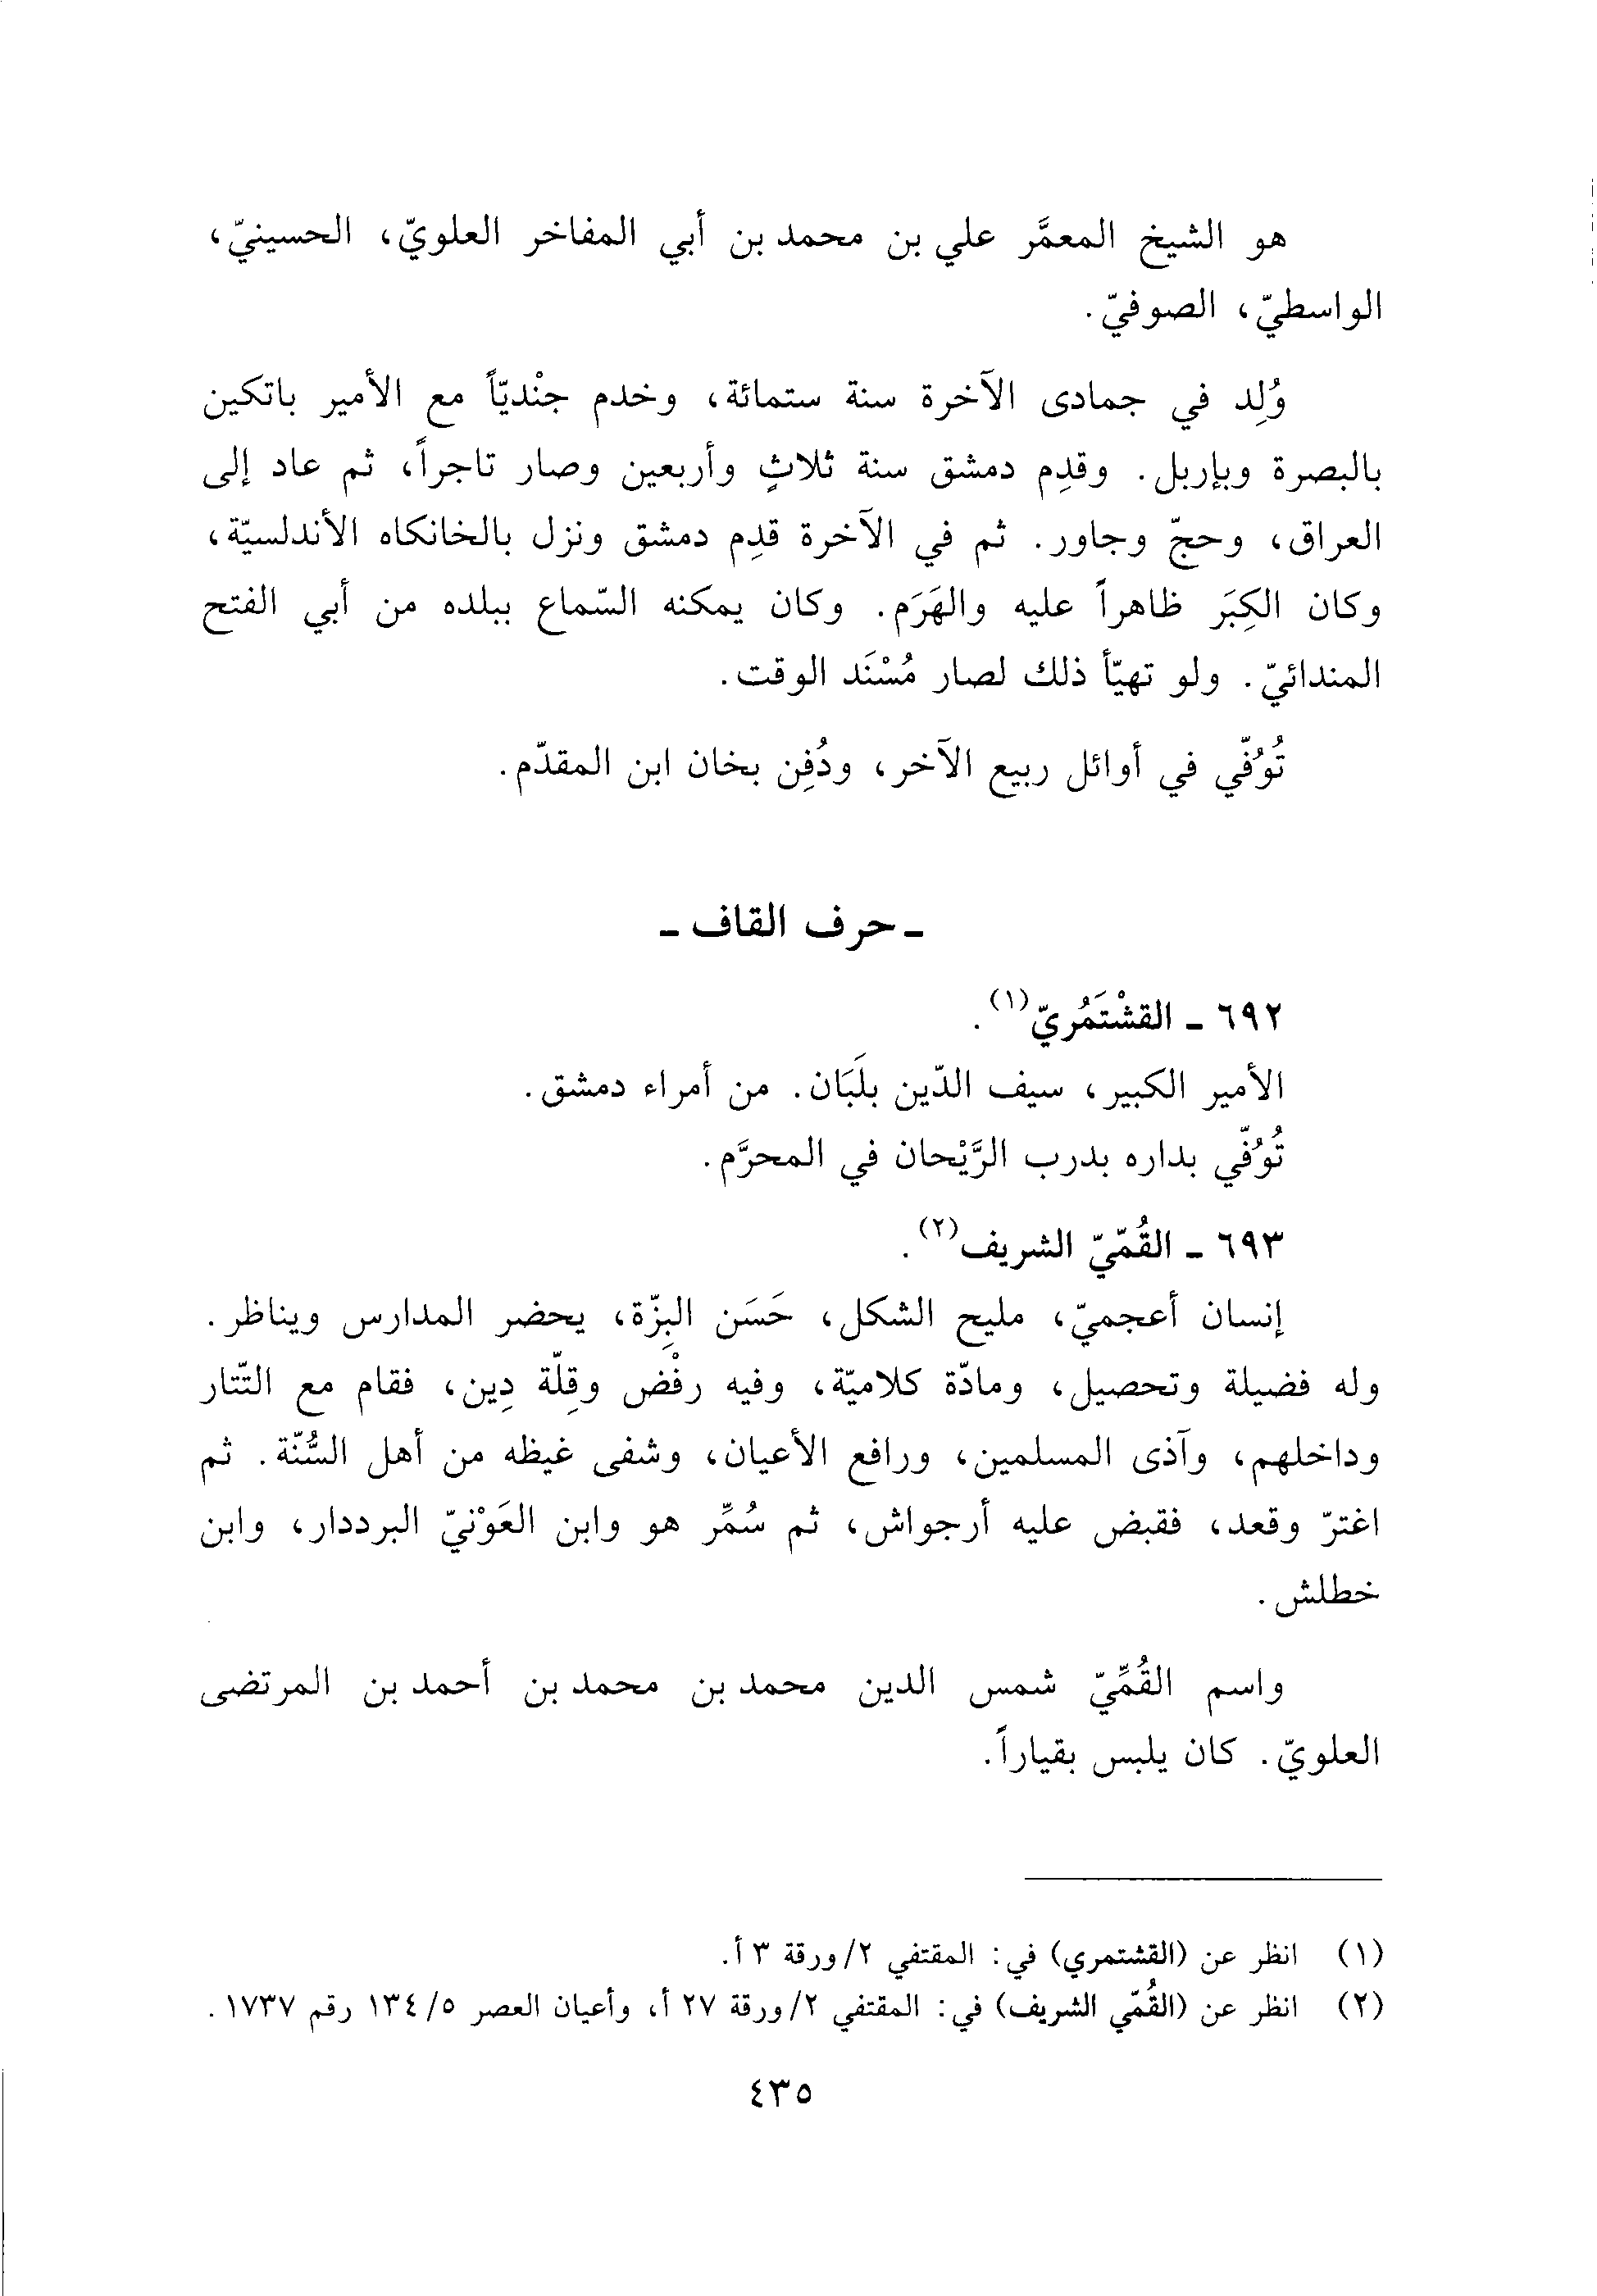 هو الشيخ المعمَّر علي بن محمد بن أبي المفاخر العلويّ، الحسينيّ،
الواسطيّ، الصوفيّ.
وُلِد في جمادى الآخرة سنة ستمائة، وخدم جنْديّاً مع الأمير باتكين
بالبصرة وبإربل. وقدِم دمشق سنة ثلاثٍ وأربعين وصار تاجراً، ثم عاد إلى
العراق، وحجّ وجاور. ثم في الآخرة قدِم دمشق ونزل بالخانكاه الأندلسيّة،
وكان الكِبَر ظاهراً عليه والهَرَم. وكان يمكنه السّماع ببلده من أبي الفتح
المندائيّ. ولو تهيّأ ذلك لصار مُسْنَد الوقت.
تُوُفّي في أوائل ربيع الآخر، ودُفِن بخان ابن المقدّم.
ـ حرف القاف ـ
٦٩٢ ـ القشْتَمُريّ(١).
الأمير الكبير، سيف الدّين بلَبَان. من أمراء دمشق.
تُوُفّي بداره بدرب الرَّيْحان في المحرَّم.
٦٩٣ ـ القُمّيّ الشريف(٢).
إنسان أعجميّ، مليح الشكل، حَسَن البِزّة، يحضر المدارس ويناظر.
وله فضيلة وتحصيل، ومادّة كلاميّة، وفيه رفْض وقِلّة دِين، فقام مع التّتار
وداخلهم، وآذى المسلمين، ورافع الأعيان، وشفى غيظه من أهل السُّنّة. ثم
اغترّ وقعد، فقبض عليه أرجواش، ثم سُمِّر هو وابن العَوْنيّ البرددار، وابن
خطلش.
واسم القُمِّيّ شمس الدين محمد بن محمد بن أحمد بن المرتضى
العلويّ. كان يلبس بقياراً.
(١) انظر عن (القشتمري) في: المقتفي ٢/ورقة ٣ أ.
(٢) انظر عن (القُمّي الشريف) في: المقتفي ٢/ورقة ٢٧ أ، وأعيان العصر ٥/ ١٣٤ رقم ١٧٣٧.
٤٣٥